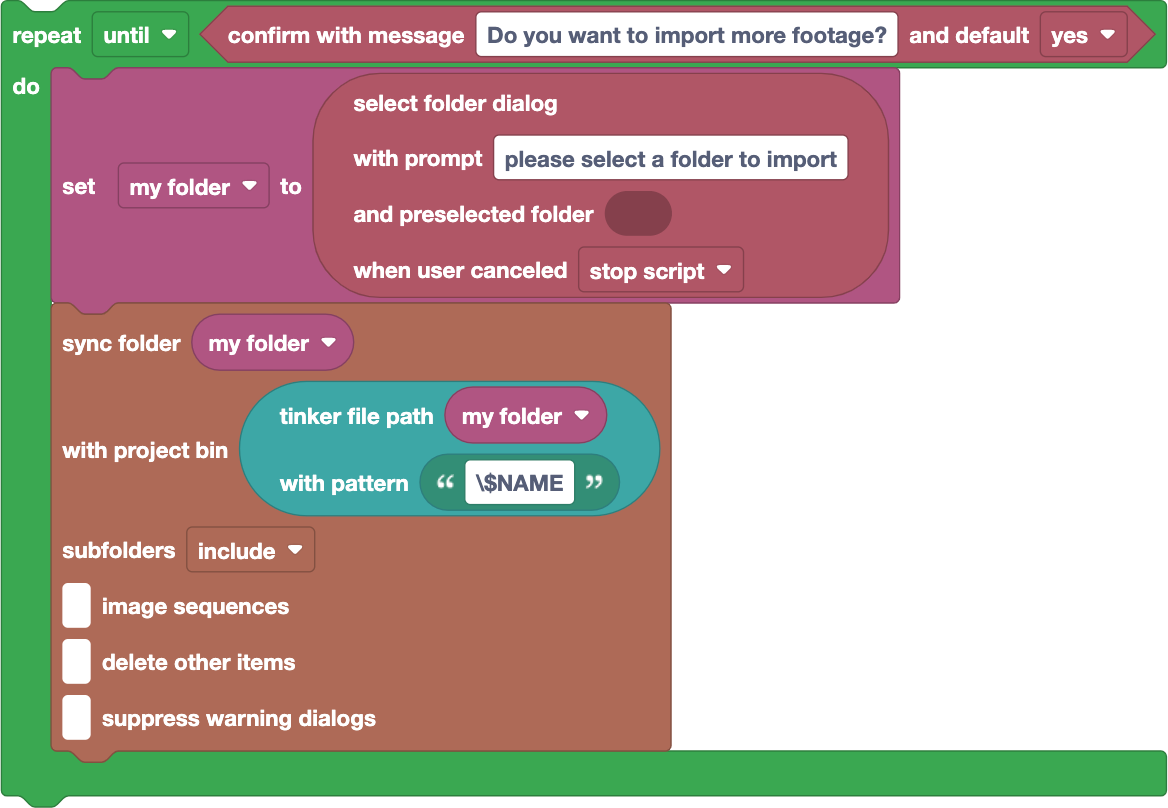 repeat until confirm with message Do you want to import more footage? and default yes
do
select folder dialog
with prompt please select a folder to import
set my folder to
and preselected folder
when user canceled stop script
sync folder my folder
tinker file path my folder
with project bin
with pattern “ \$NAME ”
subfolders include
image sequences
delete other items
suppress warning dialogs